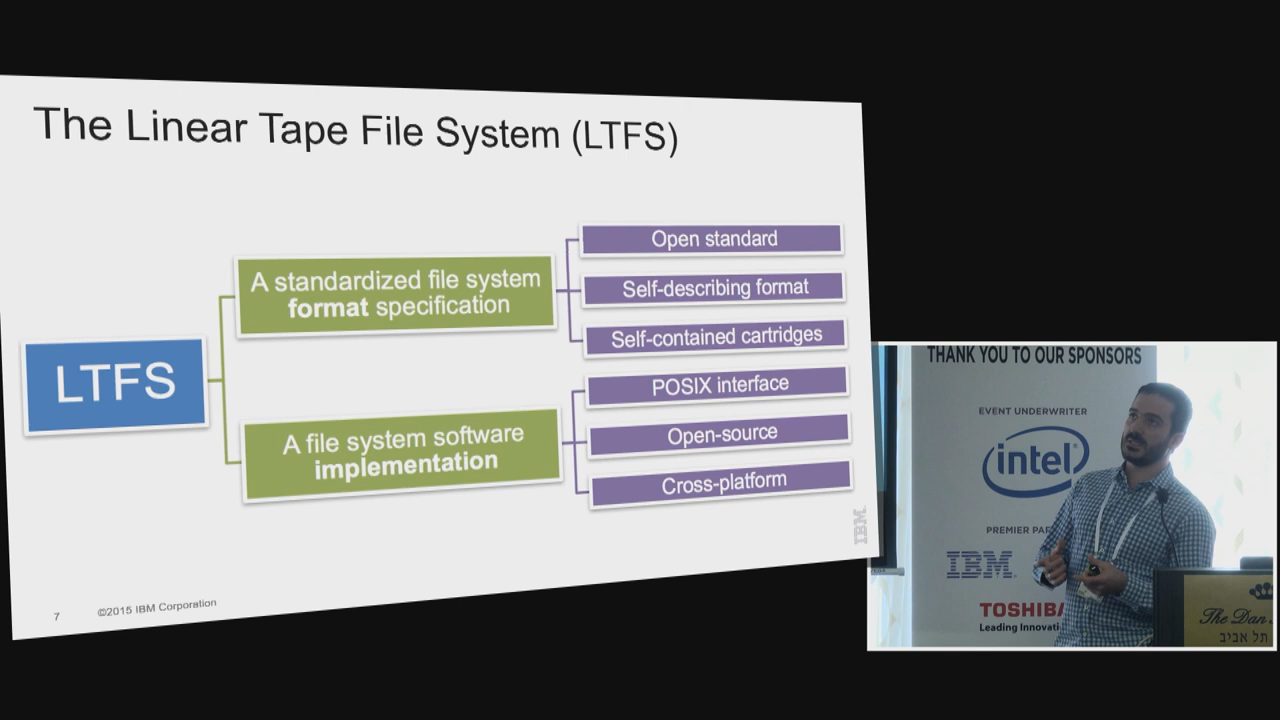 The Linear Tape File System (LTFS)
LTFS
A standardized file system
format specification
Open standard
Self-describing format
Self-contained cartridges
A file system software
implementation
POSIX interface
Open-source
Cross-platform
IBM
7
©2015 IBM Corporation
THANK YOU TO OUR SPONSORS
EVENT UNDERWRITER
intel
PREMIER
IBM
TOSHIBA
Leading
The Dan
תל אביב